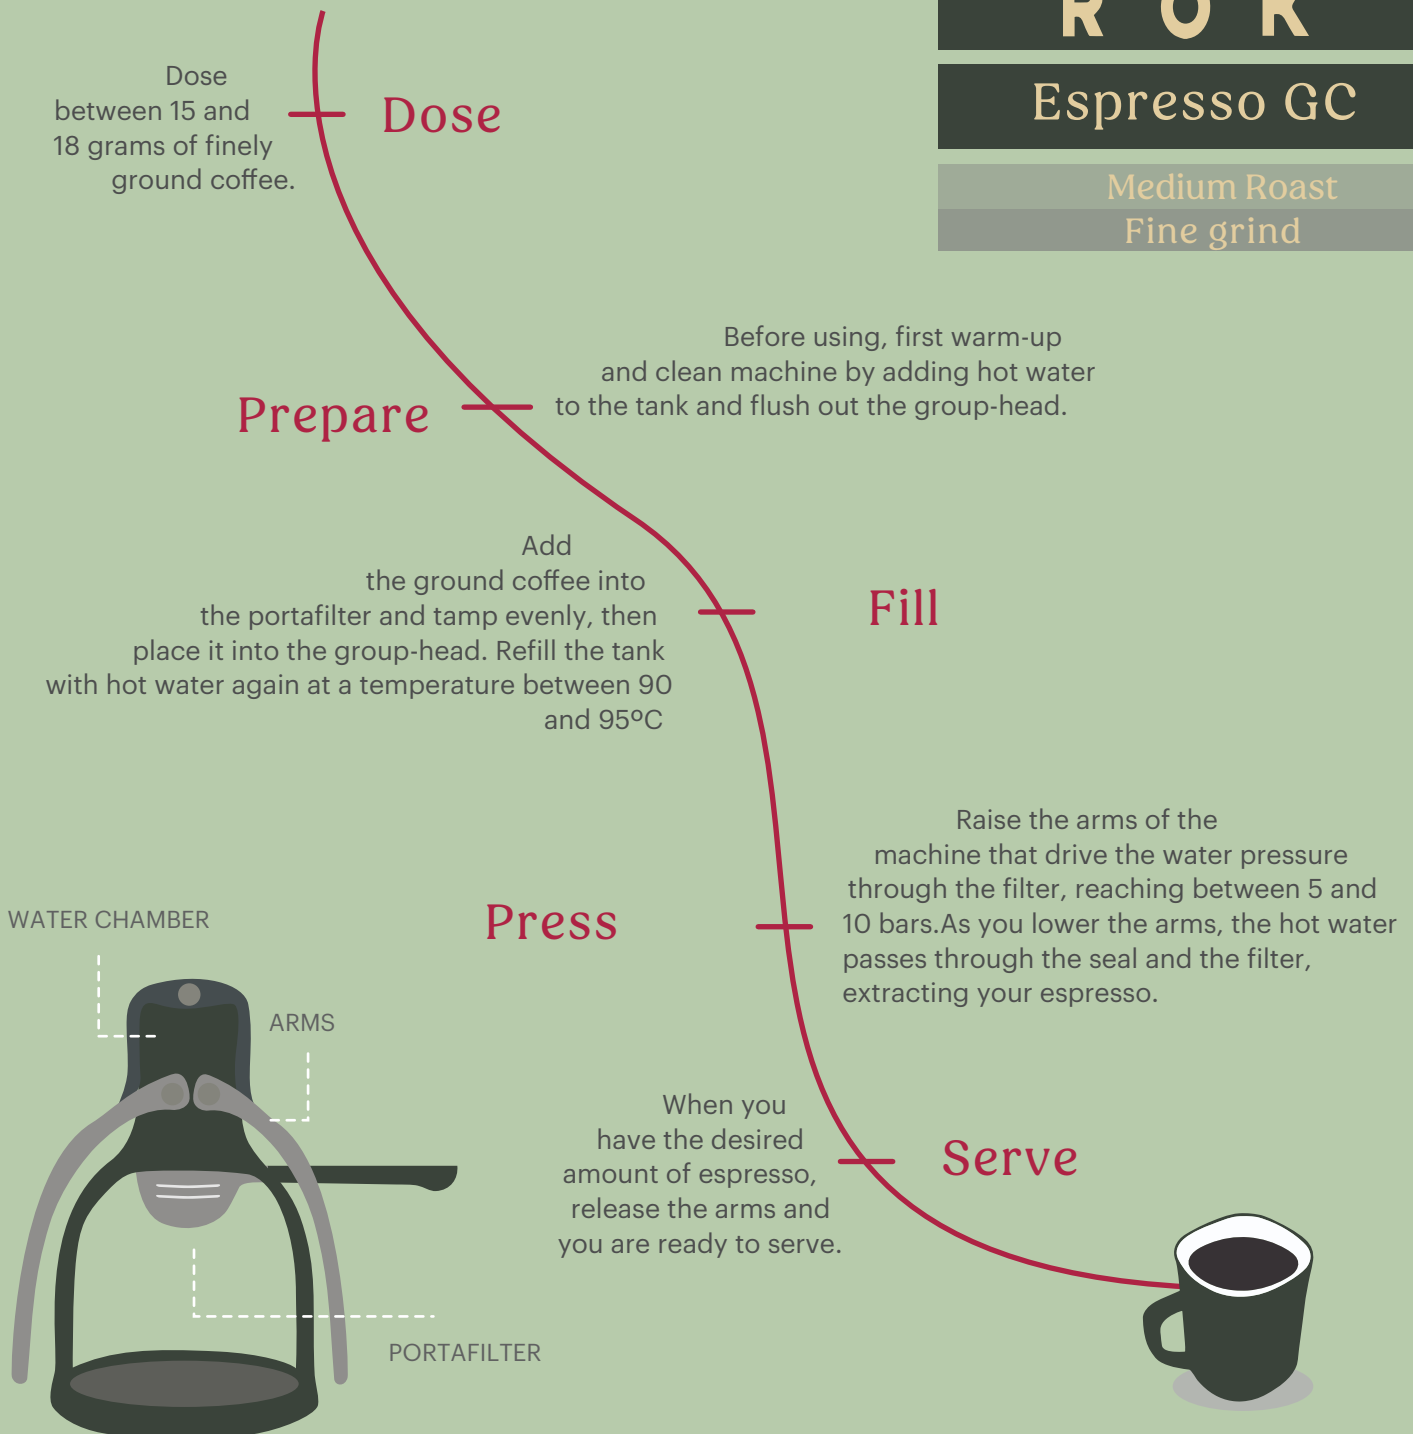 ROK
Espresso GC
Medium Roast
Fine grind
Dose
Dose
between 15 and
18 grams of finely
ground coffee.
Prepare
Before using, first warm-up
and clean machine by adding hot water
to the tank and flush out the group-head.
Fill
Add
the ground coffee into
the portafilter and tamp evenly, then
place it into the group-head. Refill the tank
with hot water again at a temperature between 90
and 95ºC
Press
Raise the arms of the
machine that drive the water pressure
through the filter, reaching between 5 and
10 bars.As you lower the arms, the hot water
passes through the seal and the filter,
extracting your espresso.
Serve
When you
have the desired
amount of espresso,
release the arms and
you are ready to serve.
WATER CHAMBER
ARMS
PORTAFILTER